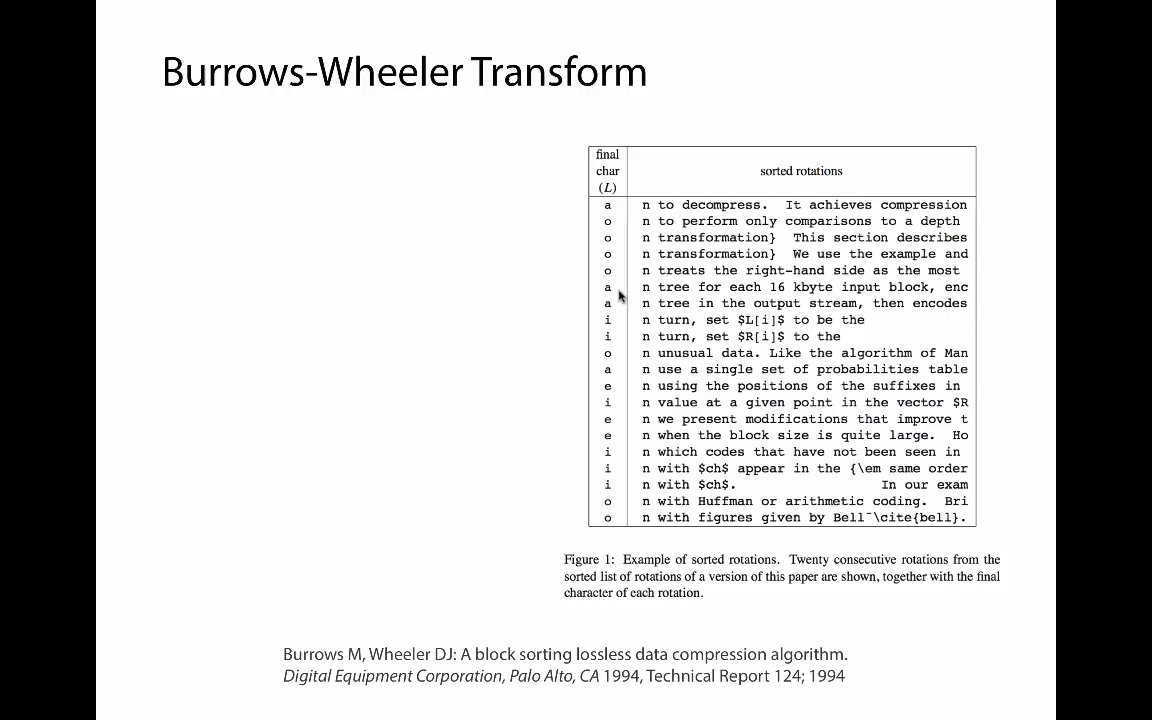 Burrows-Wheeler Transform
final
char
(L)
sorted rotations
a n to decompress. It achieves compression
o n to perform only comparisons to a depth
o n transformation} This section describes
o n transformation} We use the example and
o n treats the right-hand side as the most
a n tree for each 16 kbyte input block, enc
a n tree in the output stream, then encodes
i n turn, set $L[i]$ to be the
i n turn, set $R[i]$ to the
o n unusual data. Like the algorithm of Man
a n use a single set of probabilities table
e n using the positions of the suffixes in
i n value at a given point in the vector $R
e n we present modifications that improve t
e n when the block size is quite large. Ho
i n which codes that have not been seen in
i n with $ch$ appear in the {\em same order
i n with $ch$. In our exam
o n with Huffman or arithmetic coding. Bri
o n with figures given by Bell~\cite{bell}.
Figure 1: Example of sorted rotations. Twenty consecutive rotations from the
sorted list of rotations of a version of this paper are shown, together with the final
character of each rotation.
Burrows M, Wheeler DJ: A block sorting lossless data compression algorithm.
Digital Equipment Corporation, Palo Alto, CA 1994, Technical Report 124; 1994